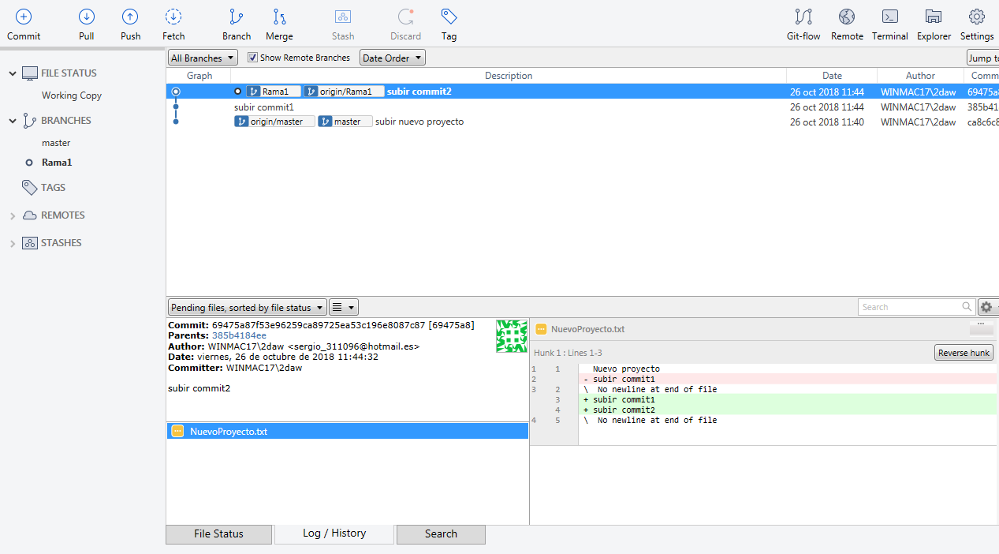 Commit Pull Push Fetch Branch Merge Stash Discard Tag Git-flow Remote Terminal Explorer Settings
All Branches Show Remote Branches Date Order Jump to
Graph Description Date Author Comm
FILE STATUS
Working Copy
BRANCHES
master
Rama1
TAGS
REMOTES
STASHES
Rama1 origin/Rama1 subir commit2 26 oct 2018 11:44 WINMAC17\2daw 69475a8
subir commit1 26 oct 2018 11:44 WINMAC17\2daw 385b41
origin/master master subir nuevo proyecto 26 oct 2018 11:40 WINMAC17\2daw ca8c6c8
Pending files, sorted by file status Search
Commit: 69475a87f53e96259ca89725ea53c196e8087c87 [69475a8]
Parents: 385b4184ee
Author: WINMAC17\2daw <sergio_311096@hotmail.es>
Date: viernes, 26 de octubre de 2018 11:44:32
Committer: WINMAC17\2daw
subir commit2
NuevoProyecto.txt
NuevoProyecto.txt
Hunk 1 : Lines 1-3 Reverse hunk
1 1 Nuevo proyecto
2 - subir commit1
3 2 \ No newline at end of file
3 + subir commit1
4 + subir commit2
4 5 \ No newline at end of file
File Status Log / History Search